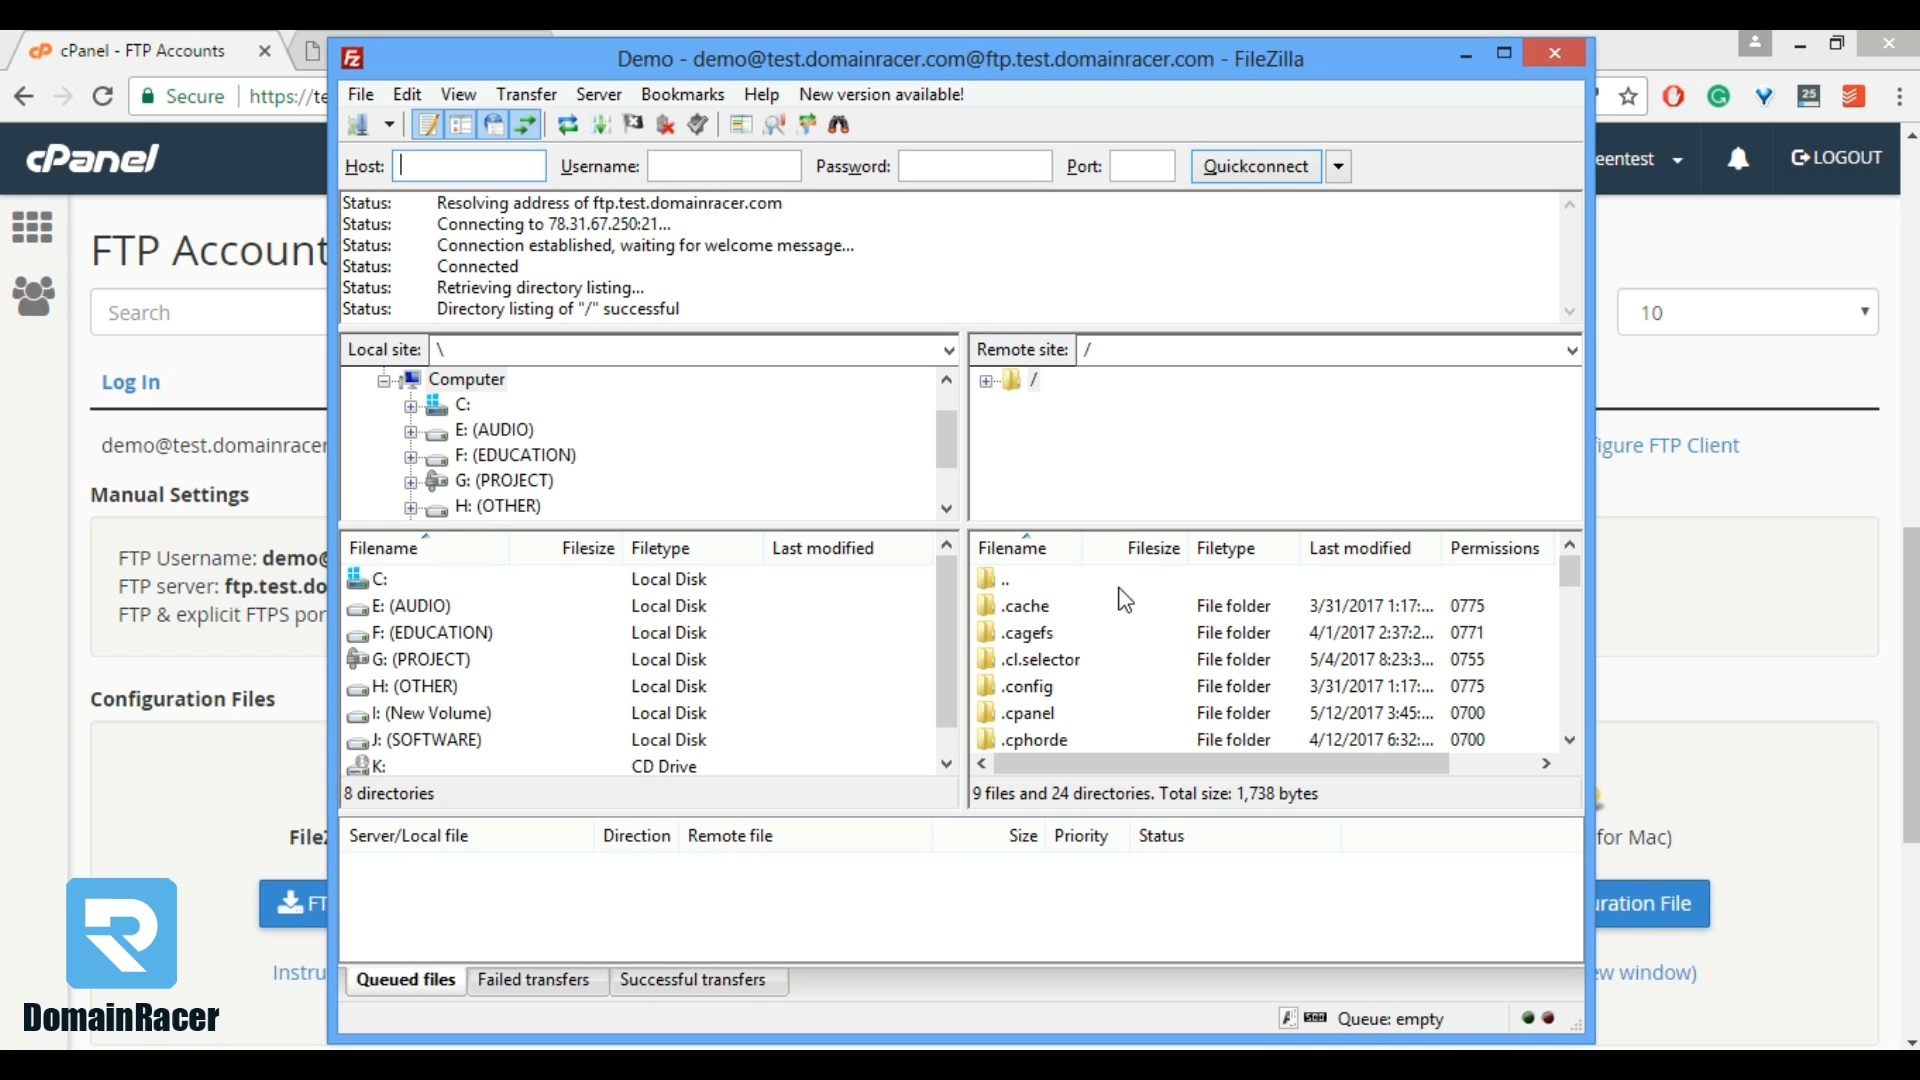 cPanel - FTP Accounts
Demo - demo@test.domainracer.com@ftp.test.domainracer.com - FileZilla
File Edit View Transfer Server Bookmarks Help New version available!
Secure https://te
25
Host: Username: Password: Port: Quickconnect
cPanel
eentest
LOGOUT
Status: Resolving address of ftp.test.domainracer.com
Status: Connecting to 78.31.67.250:21...
Status: Connection established, waiting for welcome message...
Status: Connected
Status: Retrieving directory listing...
Status: Directory listing of "/" successful
FTP Account
Search
10
Local site: \
Remote site: /
Computer
/
C:
E: (AUDIO)
F: (EDUCATION)
G: (PROJECT)
H: (OTHER)
Log In
demo@test.domainracer
igure FTP Client
Manual Settings
FTP Username: demo@
FTP server: ftp.test.do
FTP & explicit FTPS por
Filename Filesize Filetype Last modified
C: Local Disk
E: (AUDIO) Local Disk
F: (EDUCATION) Local Disk
G: (PROJECT) Local Disk
H: (OTHER) Local Disk
I: (New Volume) Local Disk
J: (SOFTWARE) Local Disk
K: CD Drive
8 directories
Filename Filesize Filetype Last modified Permissions
..
.cache File folder 3/31/2017 1:17:... 0775
.cagefs File folder 4/1/2017 2:37:2... 0771
.cl.selector File folder 5/4/2017 8:23:3... 0755
.config File folder 3/31/2017 1:17:... 0775
.cpanel File folder 5/12/2017 3:45:... 0700
.cphorde File folder 4/12/2017 6:32:... 0700
9 files and 24 directories. Total size: 1,738 bytes
Configuration Files
FileZ
for Mac)
FT
uration File
Instru
ew window)
Server/Local file Direction Remote file Size Priority Status
Queued files Failed transfers Successful transfers
Queue: empty
DomainRacer